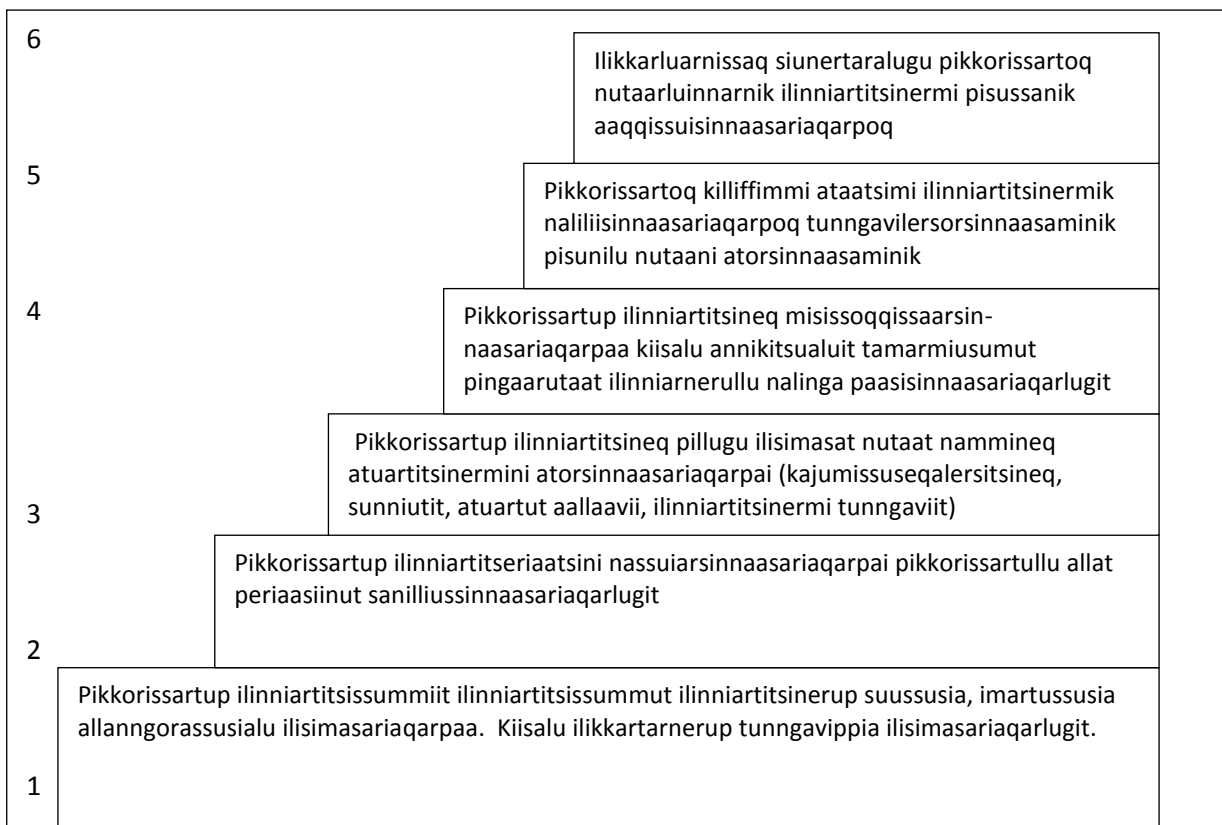 6
Ilikkarluarnissaq siunertaralugu pikkorissartoq
nutaarluinnarnik ilinniartitsinermi pisussanik
aaqqissuisinnaasariaqarpoq
5
Pikkorissartoq killiffimmi ataatsimi ilinniartitsinermik
naliliisinnaasariaqarpoq tunngavilersorsinnaasaminik
pisunilu nutaani atorsinnaasaminik
4
Pikkorissartup ilinniartitsineq misissoqqissaarsin-
naasariaqarpaa kiisalu annikitsualuit tamarmiusumut
pingaarutaat ilinniarnerullu nalinga paasisinnaasariaqarlugit
Pikkorissartup ilinniartitsineq pillugu ilisimasat nutaat nammineq
atuartitsinermini atorsinnaasariaqarpai (kajumissuseqalersitsineq,
sunniutit, atuartut aallaavii, ilinniartitsinermi tunngaviit)
3
Pikkorissartup ilinniartitseriaatsini nassuiarsinnaasariaqarpai pikkorissartullu allat
periaasiinut sanilliussinnaasariaqarlugit
2
Pikkorissartup ilinniartitsissummiit ilinniartitsissummut ilinniartitsinerup suussusia, imartussusia
allanngorassusialu ilisimasariaqarpaa. Kiisalu ilikkartarnerup tunngavippia ilisimasariaqarlugit.
1